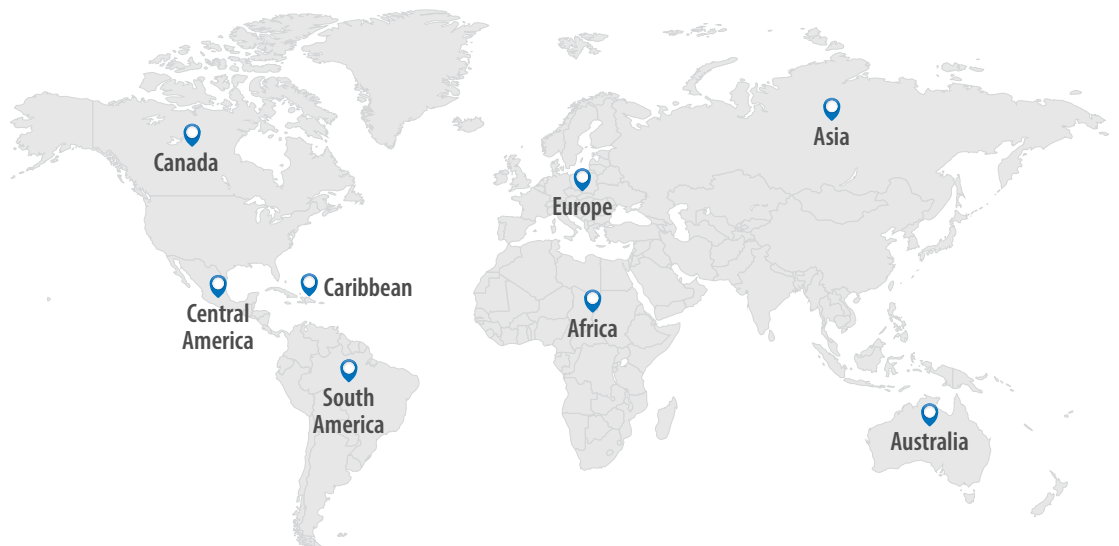 Asia
Canada
Europe
Caribbean
Central
America
Africa
South
America
Australia